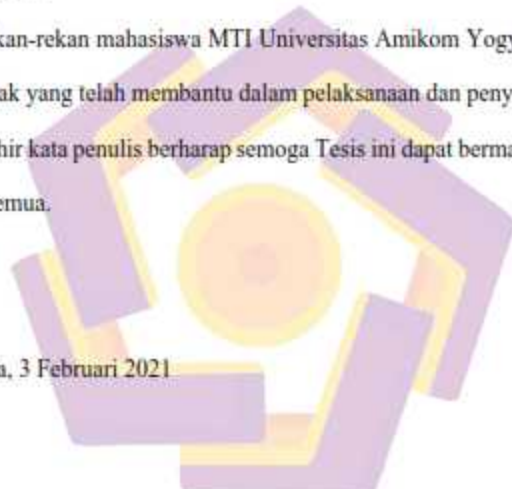 kan-rekan mahasiswa MTI Universitas Amikom Yogy
ak yang telah membantu dalam pelaksanaan dan peny
hir kata penulis berharap semoga Tesis ini dapat berma
emua.
a, 3 Februari 2021